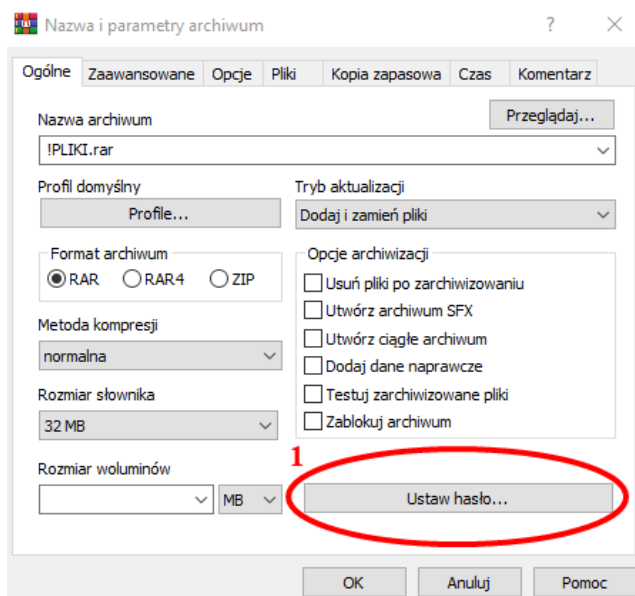 Nazwa i parametry archiwum
?
Ogólne Zaawansowane Opcje Pliki Kopia zapasowa Czas Komentarz
Nazwa archiwum
Przeglądaj...
!PLIKI.rar
Profil domyślny
Profile...
Tryb aktualizacji
Dodaj i zamień pliki
Format archiwum
RAR RAR4 ZIP
Metoda kompresji
normalna
Rozmiar słownika
32 MB
Rozmiar woluminów
MB
Opcje archiwizacji
Usuń pliki po zarchiwizowaniu
Utwórz archiwum SFX
Utwórz ciągłe archiwum
Dodaj dane naprawcze
Testuj zarchiwizowane pliki
Zablokuj archiwum
1
Ustaw hasło...
OK Anuluj Pomoc